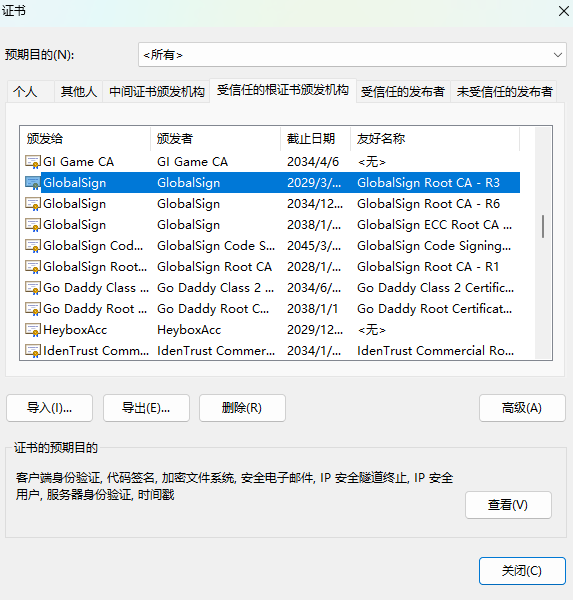 证书
预期目的(N): <所有>
个人 其他人 中间证书颁发机构 受信任的根证书颁发机构 受信任的发布者 未受信任的发布者
颁发给 颁发者 截止日期 友好名称
GI Game CA GI Game CA 2034/4/6 <无>
GlobalSign GlobalSign 2029/3/... GlobalSign Root CA - R3
GlobalSign GlobalSign 2034/12... GlobalSign Root CA - R6
GlobalSign GlobalSign 2038/1/... GlobalSign ECC Root CA ...
GlobalSign Cod... GlobalSign Code S... 2045/3/... GlobalSign Code Signing...
GlobalSign Root... GlobalSign Root CA 2028/1/... GlobalSign Root CA - R1
Go Daddy Class ... Go Daddy Class 2 ... 2034/6/... Go Daddy Class 2 Certific...
Go Daddy Root ... Go Daddy Root C... 2038/1/1 Go Daddy Root Certificat...
HeyboxAcc HeyboxAcc 2029/12... <无>
IdenTrust Comm... IdenTrust Commer... 2034/1/... IdenTrust Commercial Ro...
导入(I)... 导出(E)... 删除(R) 高级(A)
证书的预期目的
客户端身份验证, 代码签名, 加密文件系统, 安全电子邮件, IP 安全隧道终止, IP 安全
用户, 服务器身份验证, 时间戳
查看(V)
关闭(C)